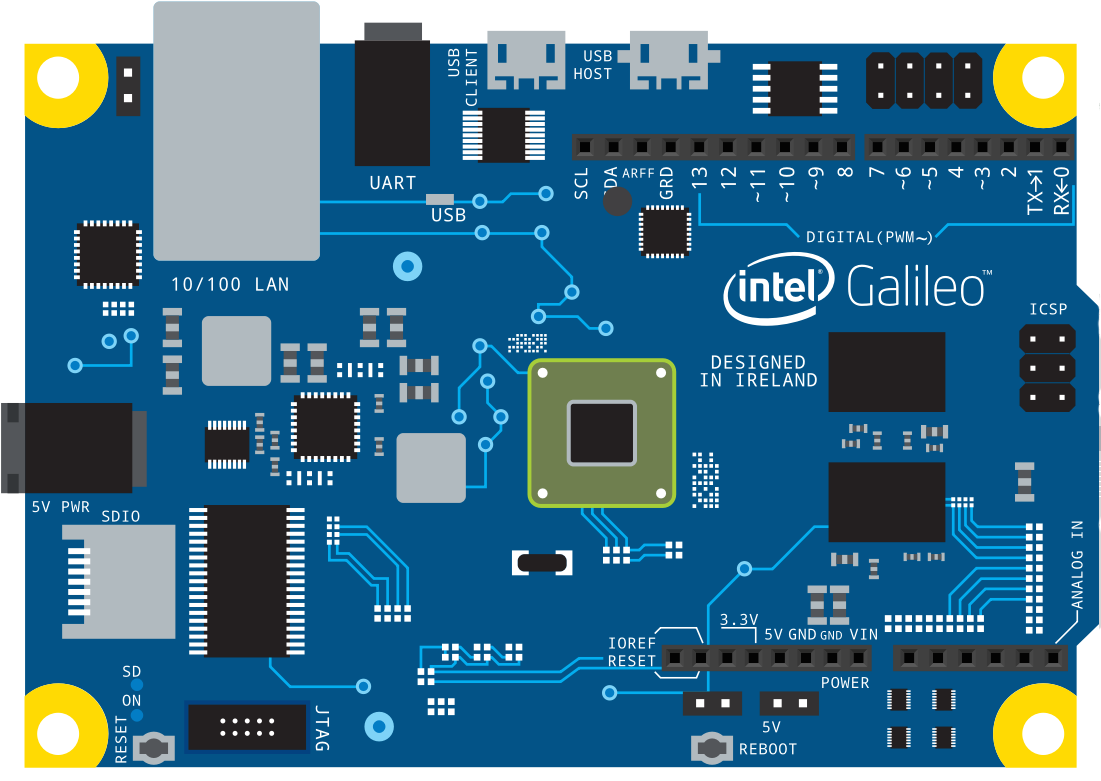 USB
CLIENT
USB
HOST
UART
USB
10/100 LAN
SCL
DA
ARFF
GRD
13
12
~11
~10
~9
8
7
~6
~5
4
~3
2
TX→1
RX←0
DIGITAL(PWM~)
intel® Galileo™
DESIGNED
IN IRELAND
ICSP
5V PWR
SDIO
ANALOG IN
IOREF
RESET
3.3V
5V GND GND VIN
POWER
SD
ON
RESET
JTAG
5V
REBOOT